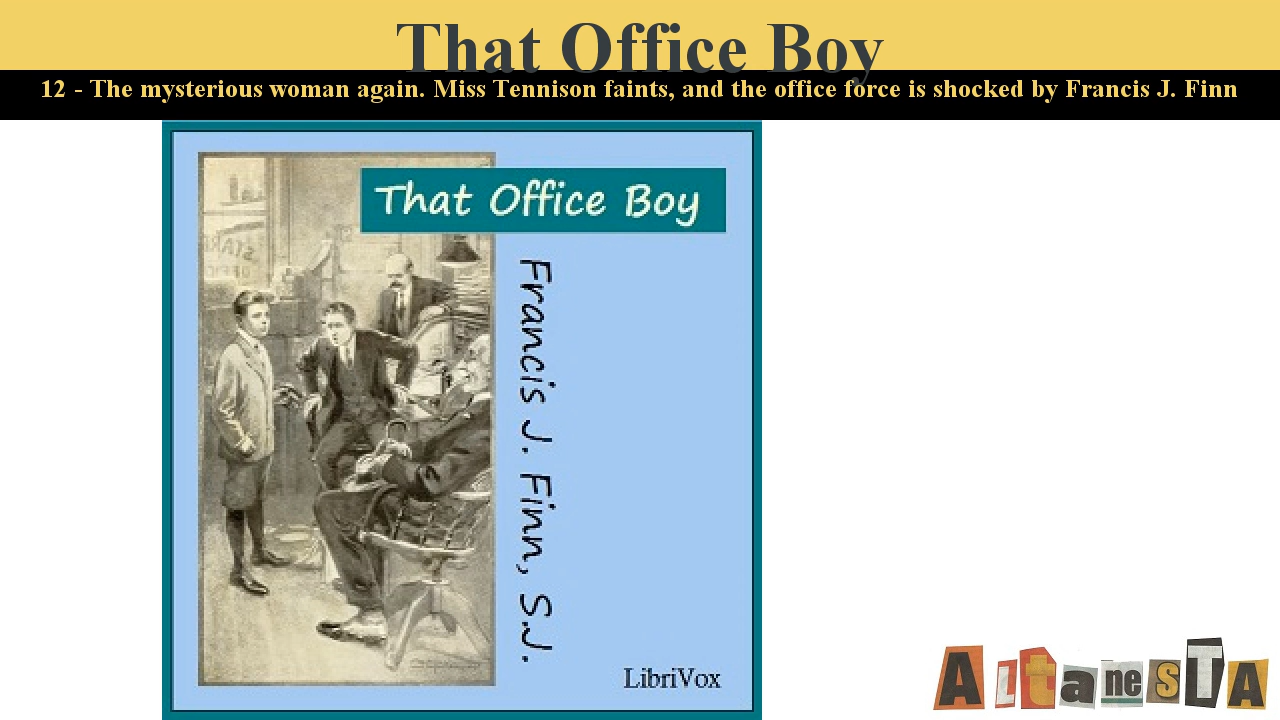 That Office Boy
12 - The mysterious woman again. Miss Tennison faints, and the office force is shocked by Francis J. Finn
That Office Boy
Francis J. Finn, S.J.
LibriVox
AltanesTA